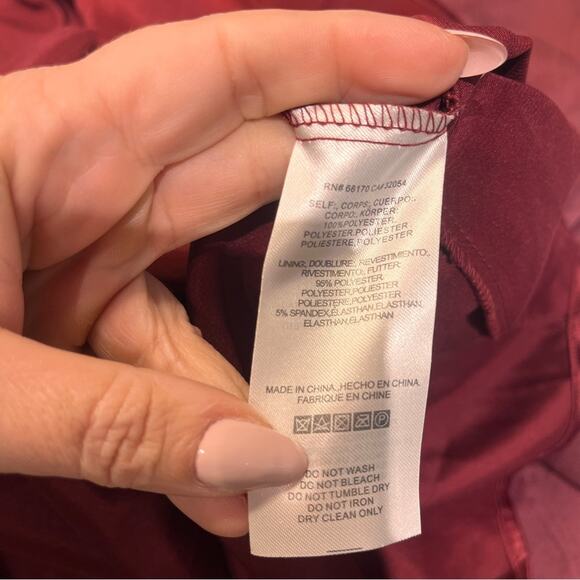 RN# 66170 CA#32054
SELF:, CORPS:, CUERPO:,
CORPO:, KÖRPER:
100%POLYESTER,
POLYESTER,POLIESTER
POLIESTERE,POLYESTER
LINING:, DOUBLURE:, REVESTIMIENTO:,
RIVESTIMENTO:, FUTTER:
95% POLYESTER,
POLYESTER,POLIESTER
POLIESTERE,POLYESTER
5% SPANDEX,ELASTHAN,ELASTHAN,
ELASTHAN,ELASTHAN
MADE IN CHINA.,HECHO EN CHINA.
FABRIQUE EN CHINE
P
DO NOT WASH
DO NOT BLEACH
DO NOT TUMBLE DRY
DO NOT IRON
DRY CLEAN ONLY